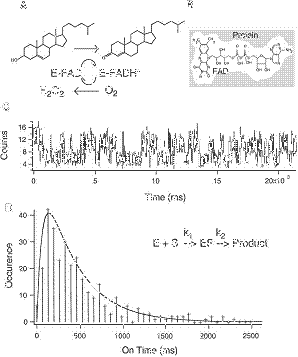 A
B
HO
O
E-FAD
E-FADH
O₂
Protein
FAD
C
Counts
16
12
8
4
0
5
10
15
20x10³
Time (ms)
D
Occurence
40
30
20
10
0
k₁ k₂
E + S --> ES --> Product
0 500 1000 1500 2000 2500
On Time (ms)